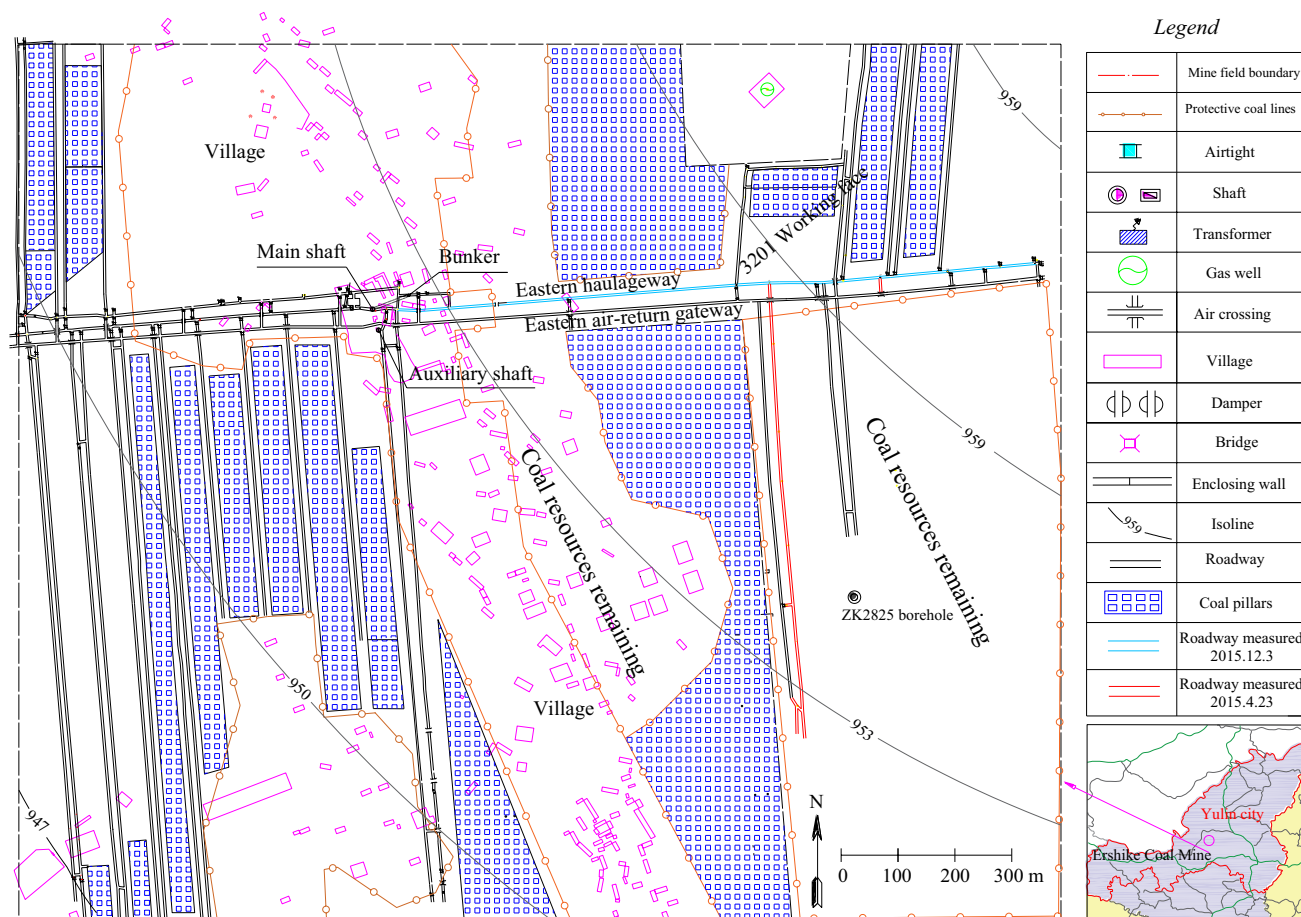 Legend
Mine field boundary
Protective coal lines
Airtight
Shaft
Transformer
Gas well
Air crossing
Village
Damper
Bridge
Enclosing wall
959
Isoline
Roadway
Coal pillars
Roadway measured
2015.12.3
Roadway measured
2015.4.23
Village
959
3201 Working face
Main shaft
Bunker
Eastern haulageway
Eastern air-return gateway
Auxiliary shaft
959
Coal resources remaining
Coal resources remaining
ZK2825 borehole
950
Village
953
947
N
0 100 200 300 m
Yulin city
Ershike Coal Mine